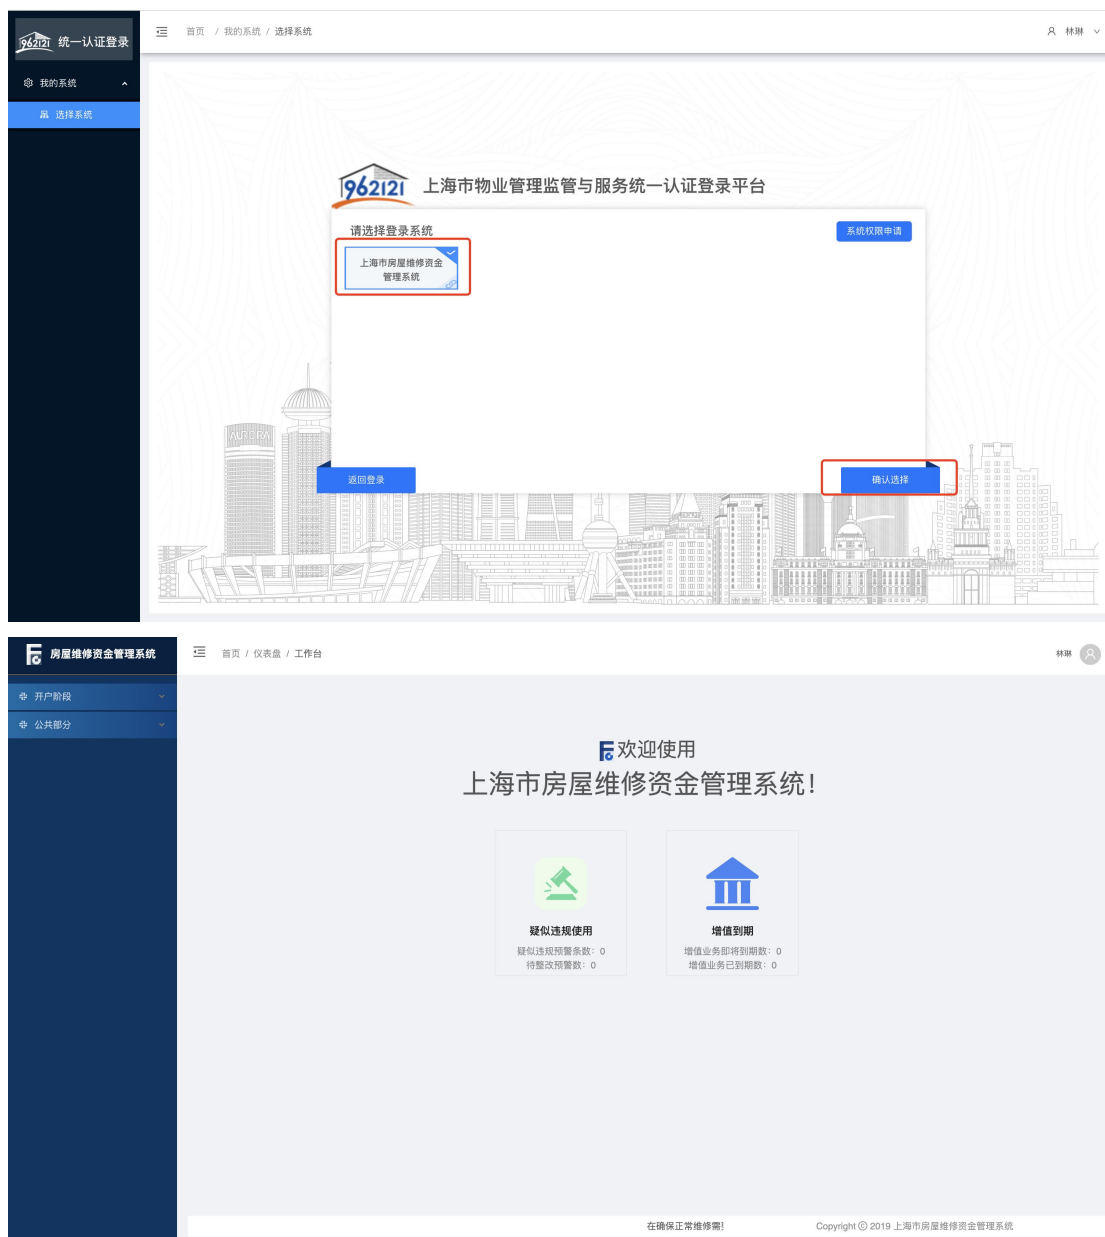 962121 统一认证登录
首页 / 我的系统 / 选择系统
林琳
我的系统
选择系统
962121 上海市物业管理监管与服务统一认证登录平台
请选择登录系统
系统权限申请
上海市房屋维修资金
管理系统
AURORA
返回登录
确认选择
房屋维修资金管理系统
首页 / 仪表盘 / 工作台
林琳
开户阶段
公共部分
欢迎使用
上海市房屋维修资金管理系统!
疑似违规使用
疑似违规预警条数: 0
待整改预警数: 0
增值到期
增值业务即将到期数: 0
增值业务已到期数: 0
在确保正常维修需!
Copyright © 2019 上海市房屋维修资金管理系统